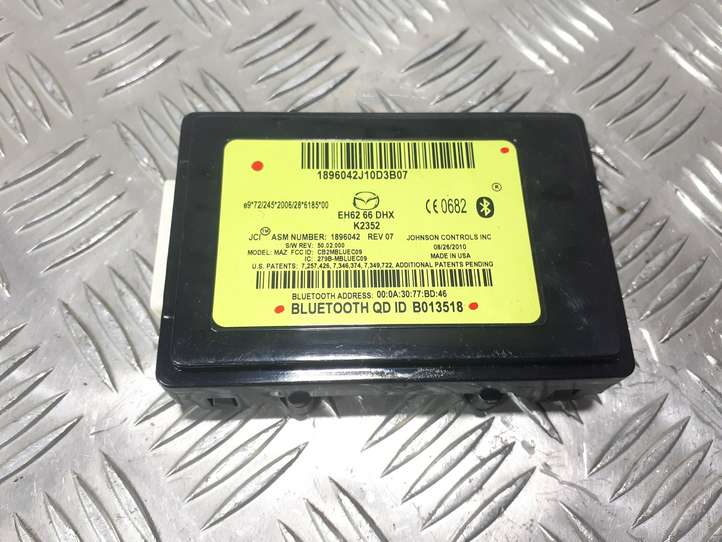 1896042J10D3B07
e9*72/245*2006/28*6185*00
EH62 66 DHX
K2352
CE 0682
®
JCI™ ASM NUMBER: 1896042 REV 07
JOHNSON CONTROLS INC
S/W REV: 50.02.000
08/26/2010
MODEL: MAZ FCC ID: CB2MBLUEC09
MADE IN USA
IC: 279B-MBLUEC09
U.S. PATENTS: 7,257,426, 7,346,374, 7,349,722, ADDITIONAL PATENTS PENDING
BLUETOOTH ADDRESS: 00:0A:30:77:BD:46
BLUETOOTH QD ID B013518